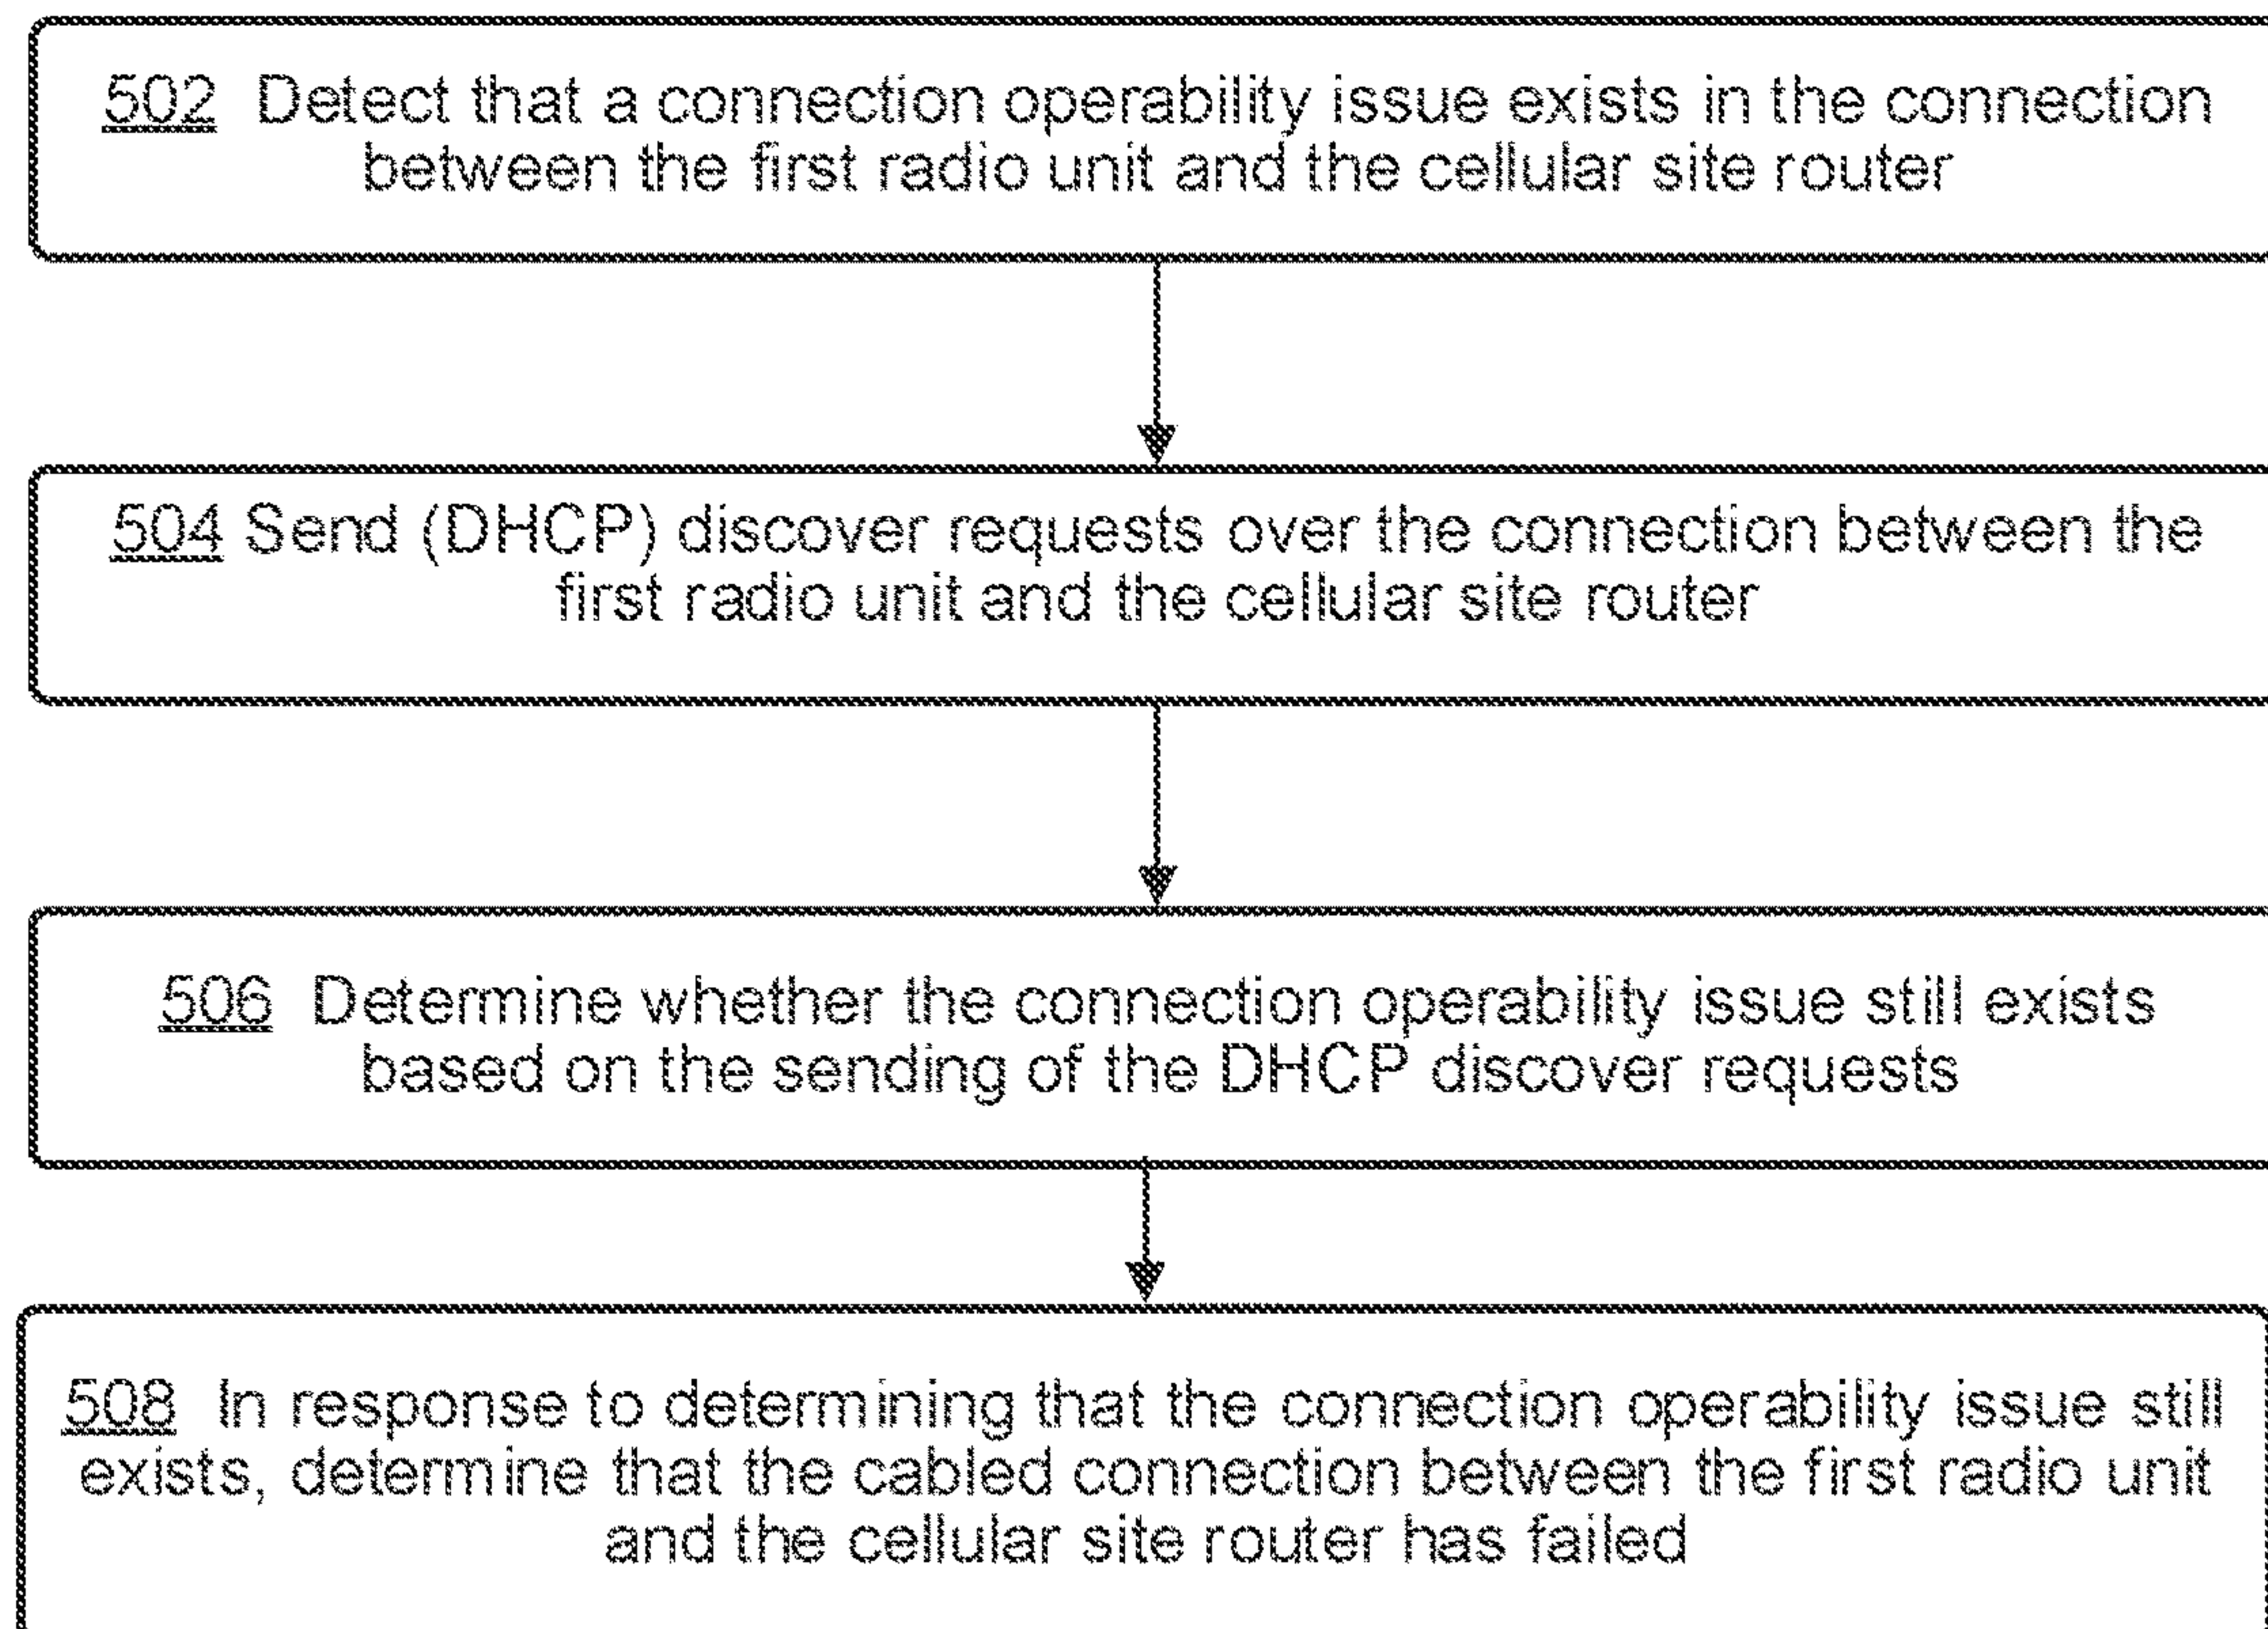 502 Detect that a connection operability issue exists in the connection
between the first radio unit and the cellular site router
504 Send (DHCP) discover requests over the connection between the
first radio unit and the cellular site router
506 Determine whether the connection operability issue still exists
based on the sending of the DHCP discover requests
508 In response to determining that the connection operability issue still
exists, determine that the cabled connection between the first radio unit
and the cellular site router has failed